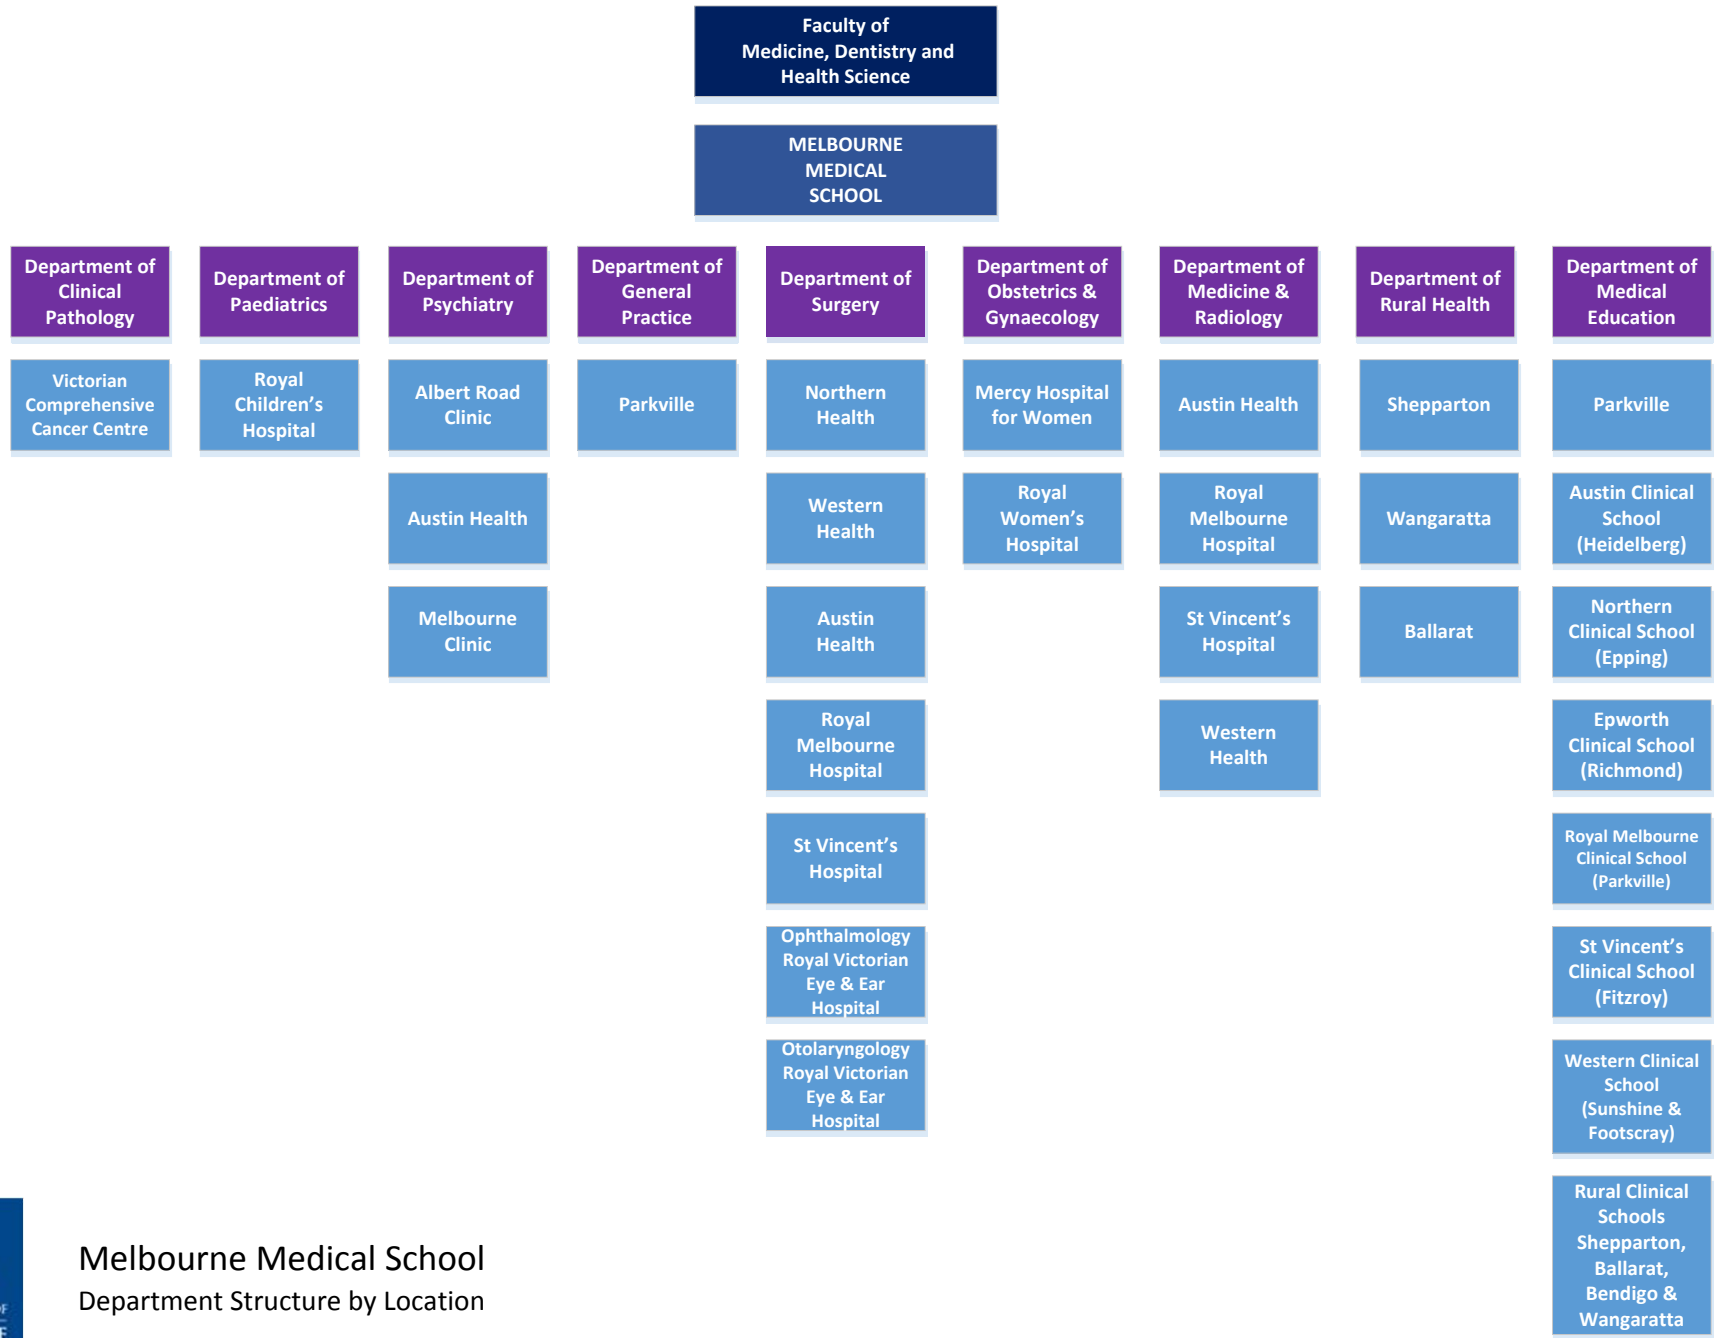 Faculty of
Medicine, Dentistry and
Health Science
MELBOURNE
MEDICAL
SCHOOL
Department of
Clinical
Pathology
Department of
Paediatrics
Department of
Psychiatry
Department of
General
Practice
Department of
Surgery
Department of
Obstetrics &
Gynaecology
Department of
Medicine &
Radiology
Department of
Rural Health
Department of
Medical
Education
Victorian
Comprehensive
Cancer Centre
Royal
Children’s
Hospital
Albert Road
Clinic
Parkville
Northern
Health
Mercy Hospital
for Women
Austin Health
Shepparton
Parkville
Austin Health
Western
Health
Royal
Women’s
Hospital
Royal
Melbourne
Hospital
Wangaratta
Austin Clinical
School
(Heidelberg)
Melbourne
Clinic
Austin
Health
St Vincent’s
Hospital
Ballarat
Northern
Clinical School
(Epping)
Royal
Melbourne
Hospital
Western
Health
Epworth
Clinical School
(Richmond)
St Vincent’s
Hospital
Royal Melbourne
Clinical School
(Parkville)
Ophthalmology
Royal Victorian
Eye & Ear
Hospital
St Vincent’s
Clinical School
(Fitzroy)
Otolaryngology
Royal Victorian
Eye & Ear
Hospital
Western Clinical
School
(Sunshine &
Footscray)
Rural Clinical
Schools
Shepparton,
Ballarat,
Bendigo &
Wangaratta
Melbourne Medical School
Department Structure by Location